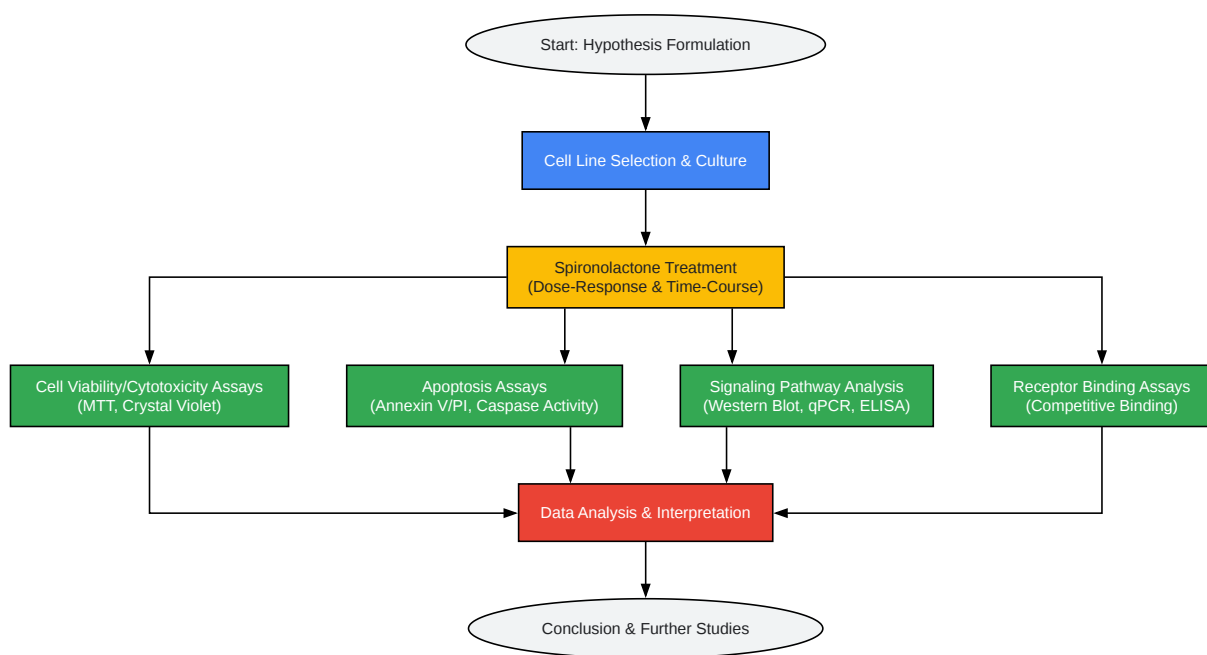 Start: Hypothesis Formulation
Cell Line Selection & Culture
Spironolactone Treatment
(Dose-Response & Time-Course)
Cell Viability/Cytotoxicity Assays
(MTT, Crystal Violet)
Apoptosis Assays
(Annexin V/PI, Caspase Activity)
Signaling Pathway Analysis
(Western Blot, qPCR, ELISA)
Receptor Binding Assays
(Competitive Binding)
Data Analysis & Interpretation
Conclusion & Further Studies